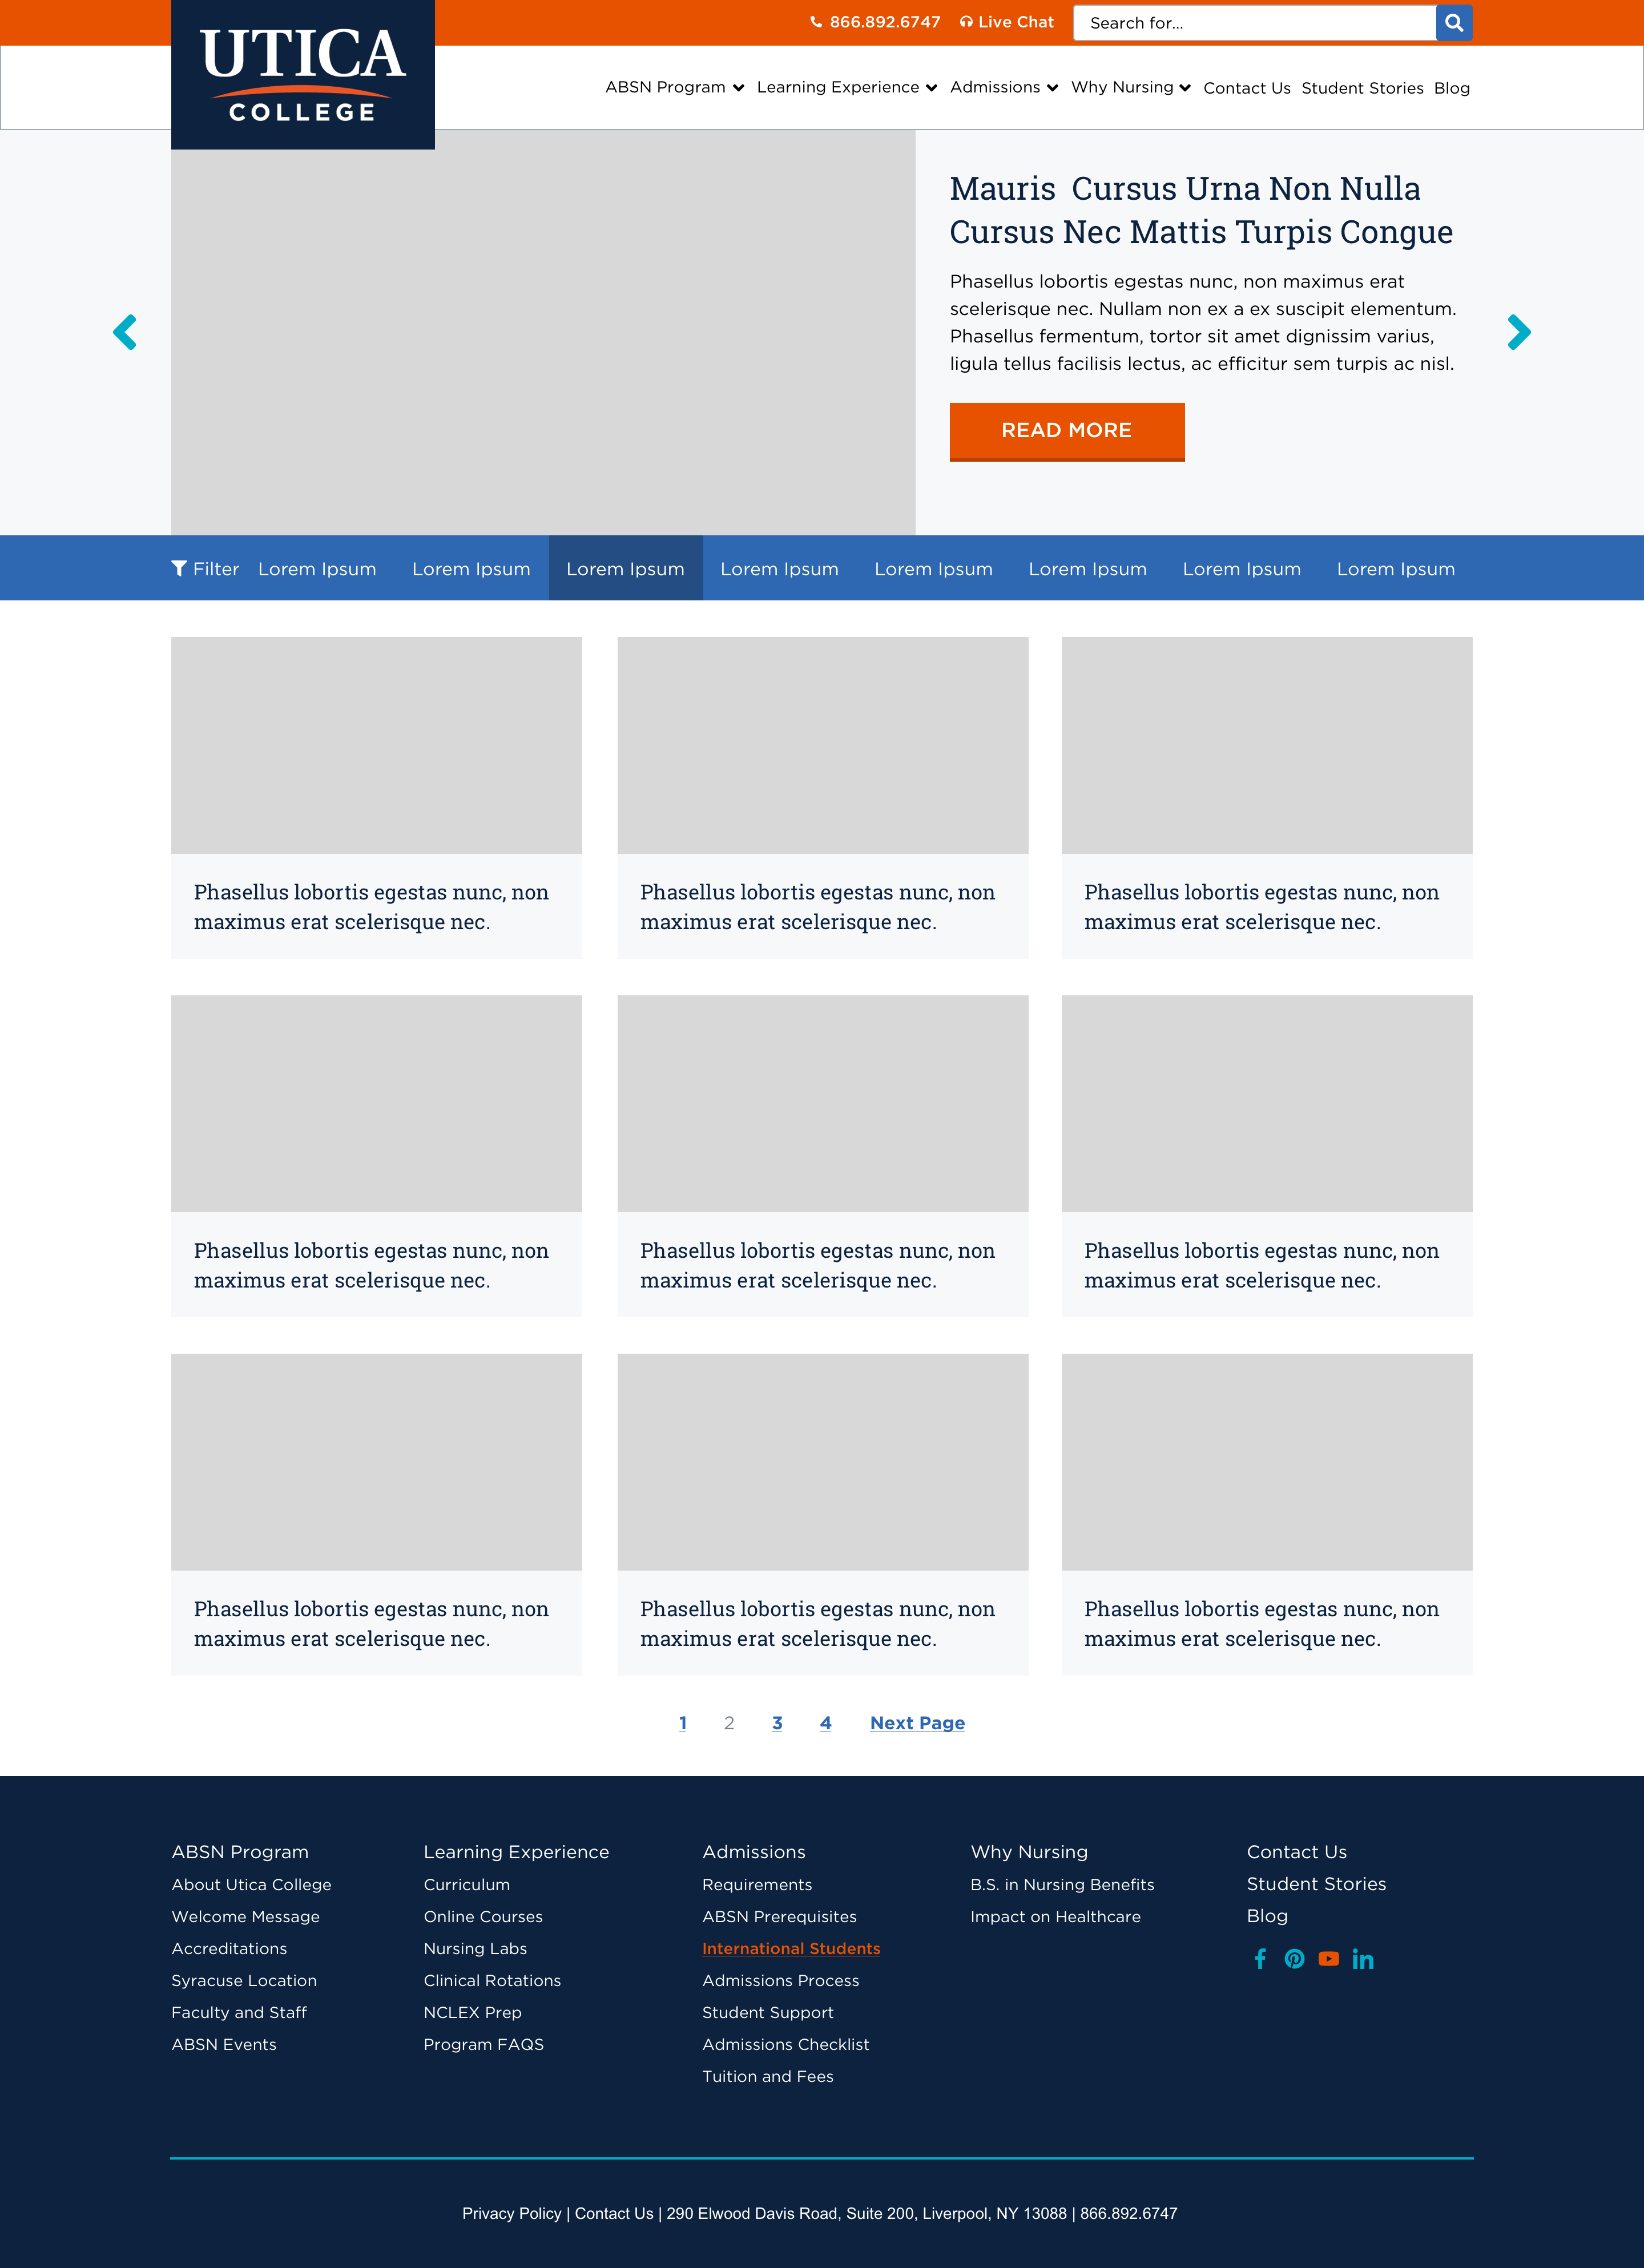 UTICA
COLLEGE
866.892.6747 Live Chat Search for...
ABSN Program Learning Experience Admissions Why Nursing Contact Us Student Stories Blog
Mauris Cursus Urna Non Nulla
Cursus Nec Mattis Turpis Congue
Phasellus lobortis egestas nunc, non maximus erat
scelerisque nec. Nullam non ex a ex suscipit elementum.
Phasellus fermentum, tortor sit amet dignissim varius,
ligula tellus facilisis lectus, ac efficitur sem turpis ac nisl.
READ MORE
Filter Lorem Ipsum Lorem Ipsum Lorem Ipsum Lorem Ipsum Lorem Ipsum Lorem Ipsum Lorem Ipsum Lorem Ipsum
Phasellus lobortis egestas nunc, non
maximus erat scelerisque nec.
Phasellus lobortis egestas nunc, non
maximus erat scelerisque nec.
Phasellus lobortis egestas nunc, non
maximus erat scelerisque nec.
Phasellus lobortis egestas nunc, non
maximus erat scelerisque nec.
Phasellus lobortis egestas nunc, non
maximus erat scelerisque nec.
Phasellus lobortis egestas nunc, non
maximus erat scelerisque nec.
Phasellus lobortis egestas nunc, non
maximus erat scelerisque nec.
Phasellus lobortis egestas nunc, non
maximus erat scelerisque nec.
Phasellus lobortis egestas nunc, non
maximus erat scelerisque nec.
1 2 3 4 Next Page
ABSN Program
About Utica College
Welcome Message
Accreditations
Syracuse Location
Faculty and Staff
ABSN Events
Learning Experience
Curriculum
Online Courses
Nursing Labs
Clinical Rotations
NCLEX Prep
Program FAQS
Admissions
Requirements
ABSN Prerequisites
International Students
Admissions Process
Student Support
Admissions Checklist
Tuition and Fees
Why Nursing
B.S. in Nursing Benefits
Impact on Healthcare
Contact Us
Student Stories
Blog
Privacy Policy | Contact Us | 290 Elwood Davis Road, Suite 200, Liverpool, NY 13088 | 866.892.6747